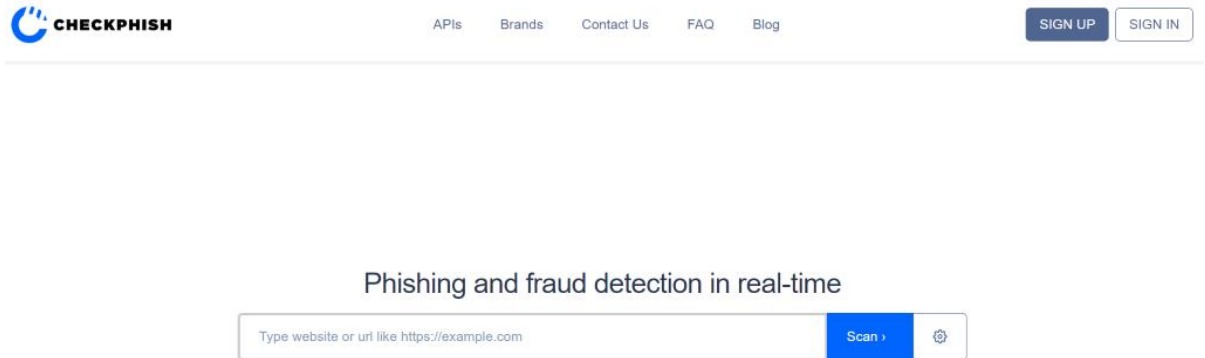 CHECKPHISH APIs Brands Contact Us FAQ Blog SIGN UP SIGN IN
Phishing and fraud detection in real-time
Type website or url like https://example.com Scan ›